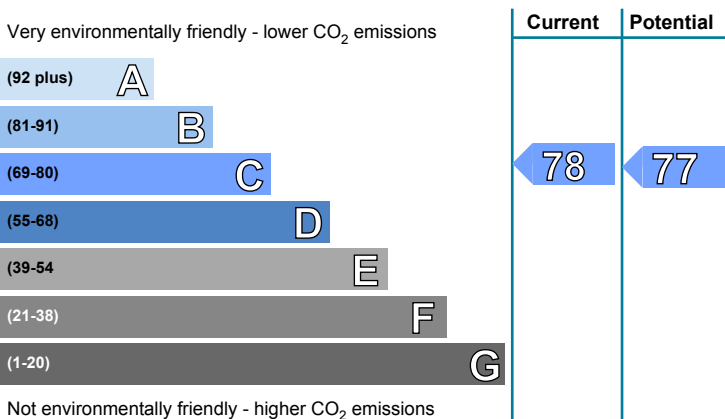 Very environmentally friendly - lower CO₂ emissions
Current Potential
(92 plus) A
(81-91) B
(69-80) C
78 77
(55-68) D
(39-54 E
(21-38) F
(1-20) G
Not environmentally friendly - higher CO₂ emissions